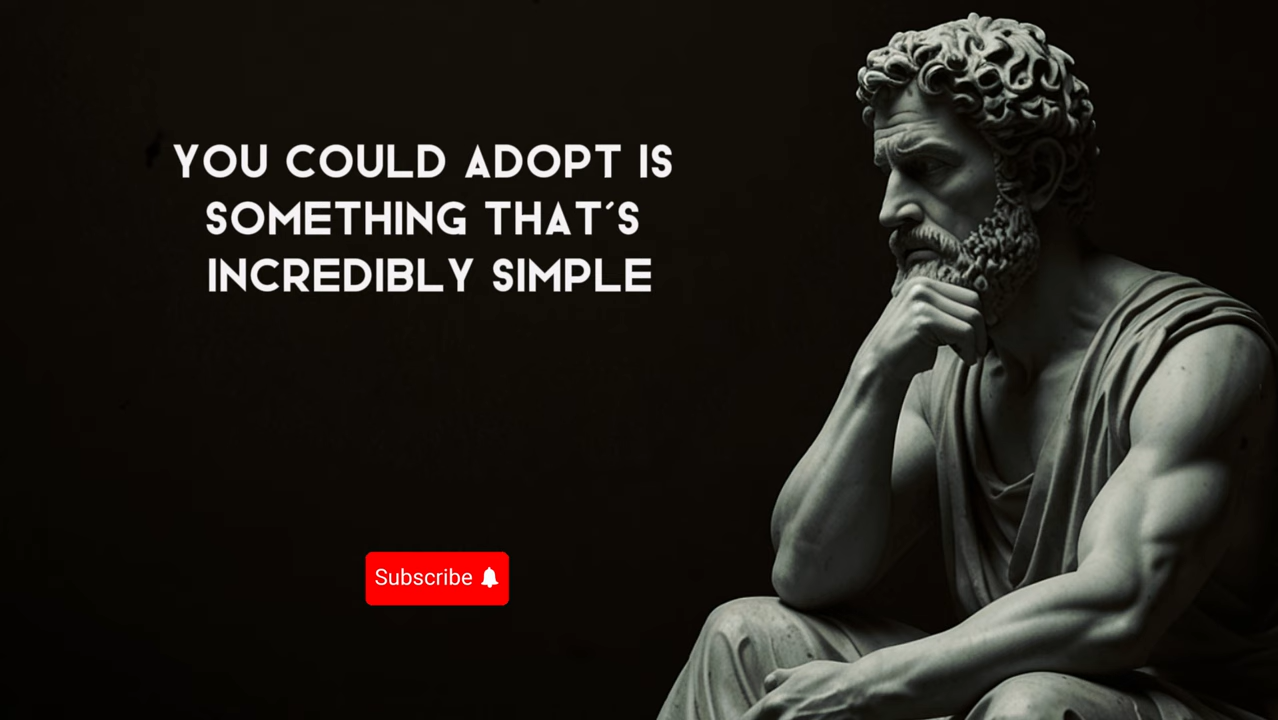 YOU COULD ADOPT IS
SOMETHING THAT'S
INCREDIBLY SIMPLE
Subscribe